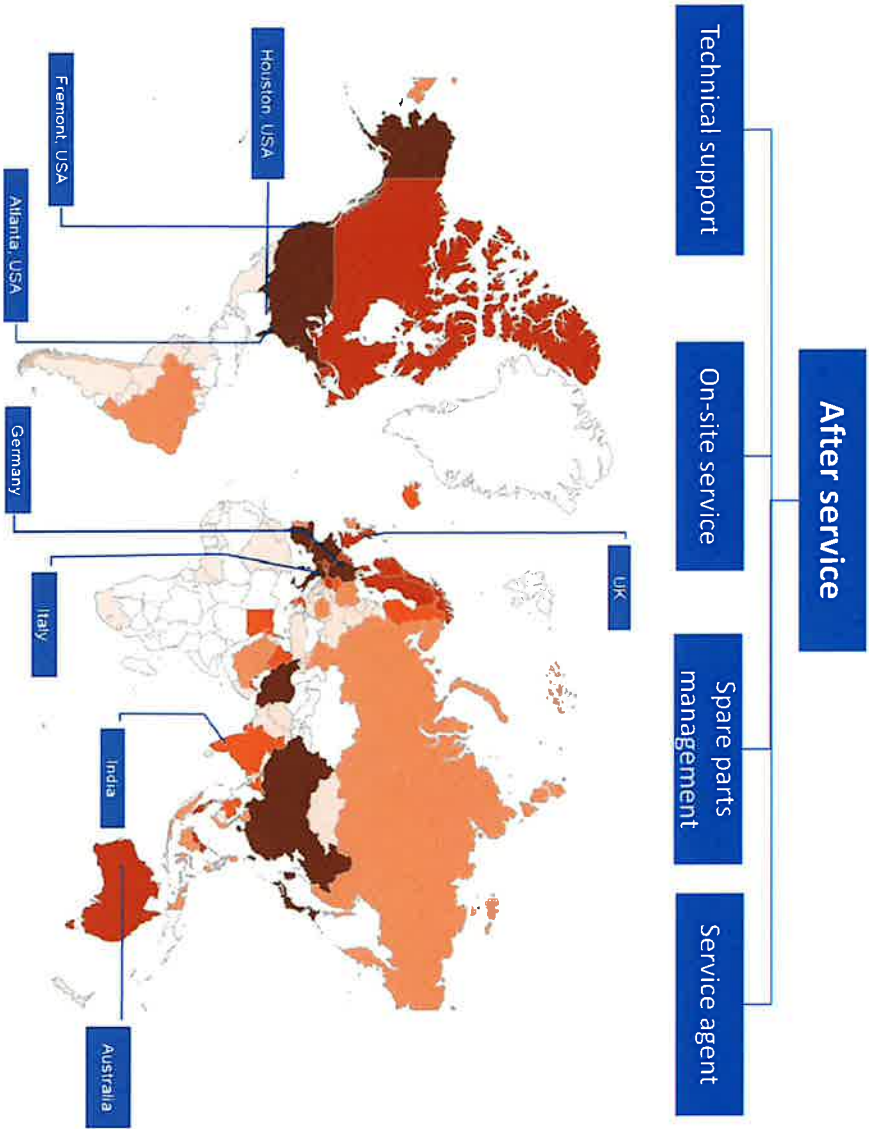 After service
Technical support
On-site service
Spare parts
management
Service agent
Houston, USA
Fremont, USA
Atlanta, USA
Germany
UK
Italy
India
Australia